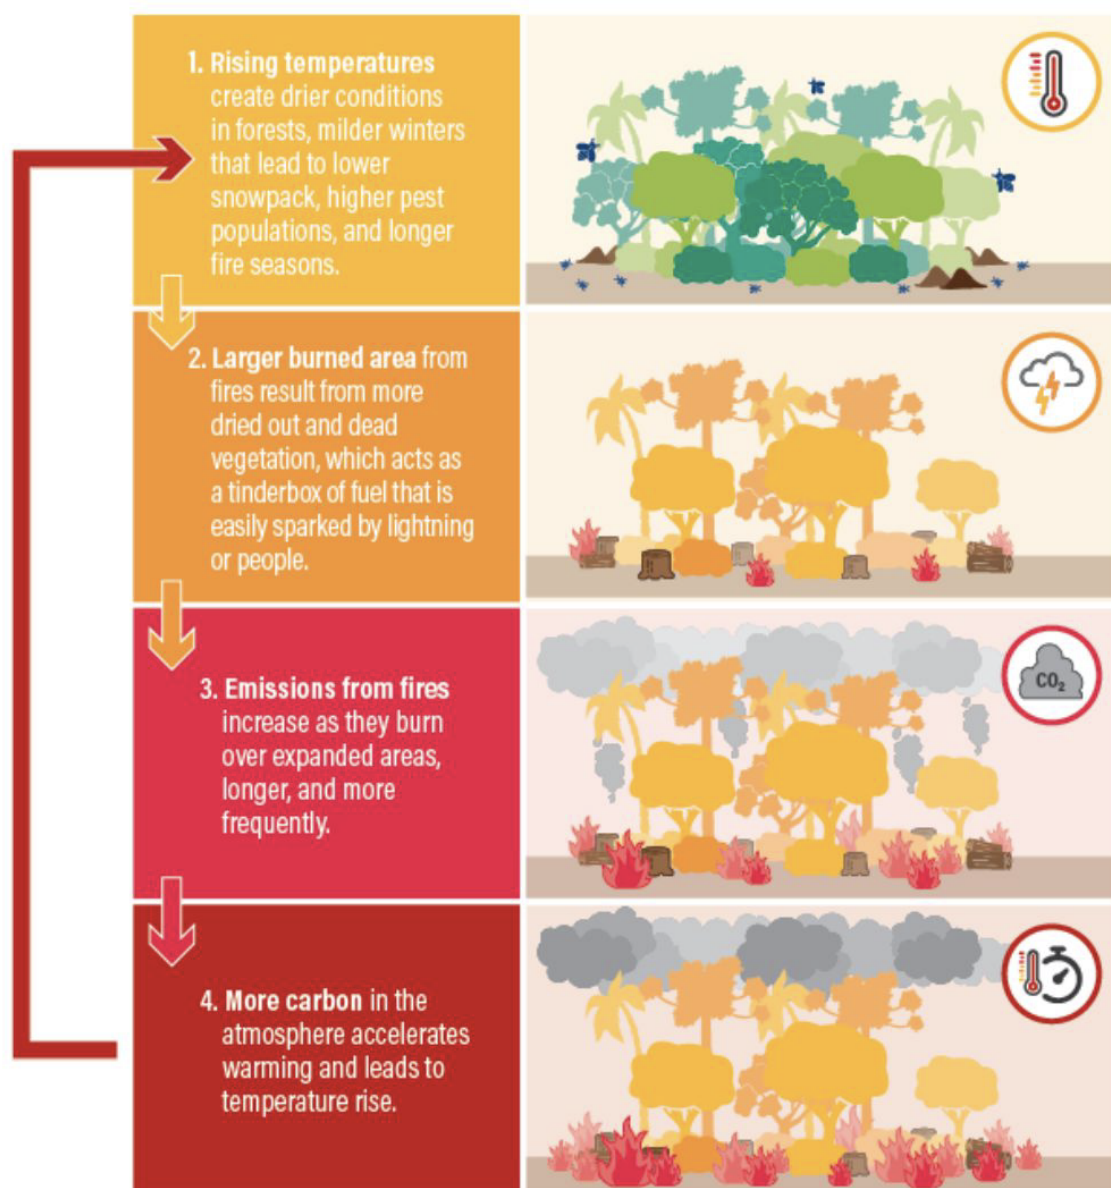 1. Rising temperatures
create drier conditions
in forests, milder winters
that lead to lower
snowpack, higher pest
populations, and longer
fire seasons.
2. Larger burned area from
fires result from more
dried out and dead
vegetation, which acts as
a tinderbox of fuel that is
easily sparked by lightning
or people.
3. Emissions from fires
increase as they burn
over expanded areas,
longer, and more
frequently.
CO₂
4. More carbon in the
atmosphere accelerates
warming and leads to
temperature rise.